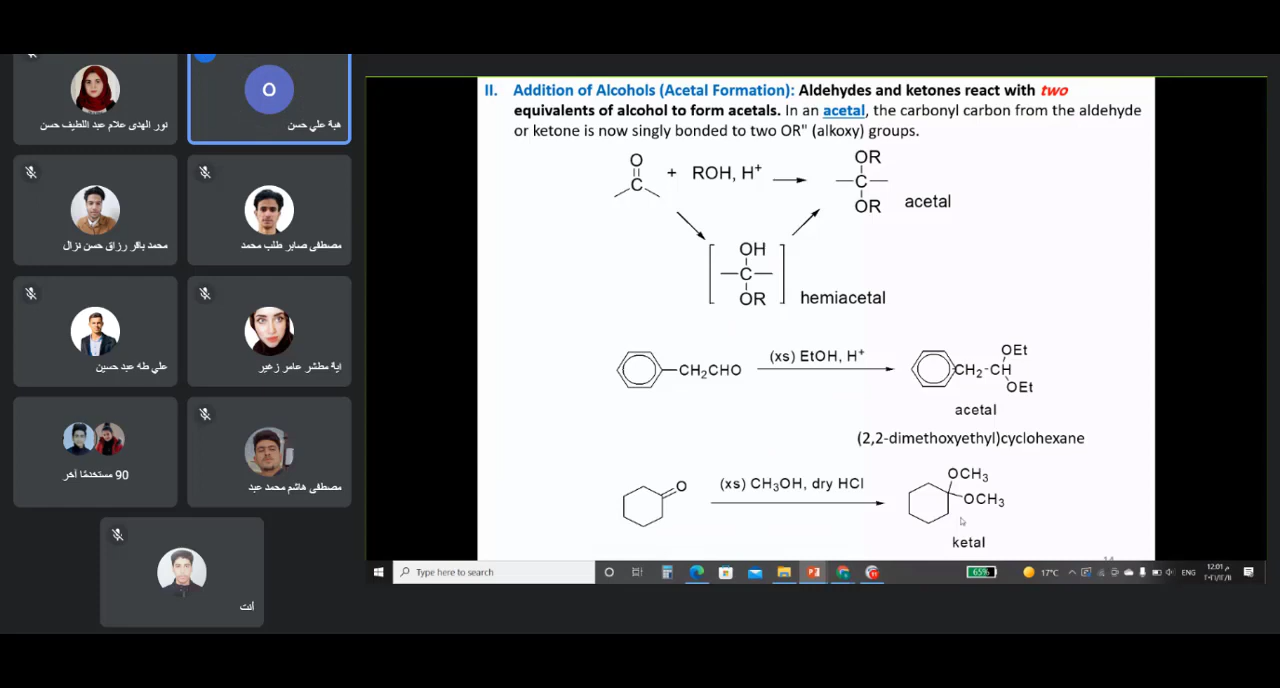 نور الهدى علام عبد اللطيف حسن
O
هبة علي حسن
محمد باقر رزاق حسن نزال
مصطفى صابر طلب محمد
علي طه عبد حسين
اية مطشر عامر زعير
90 مستخدمًا آخر
مصطفى هاشم محمد عبد
أنت
II. Addition of Alcohols (Acetal Formation): Aldehydes and ketones react with two
equivalents of alcohol to form acetals. In an acetal, the carbonyl carbon from the aldehyde
or ketone is now singly bonded to two OR" (alkoxy) groups.
O
C
+ ROH, H⁺
OR
C
OR
acetal
OH
C
OR
hemiacetal
CH₂CHO
(xs) EtOH, H⁺
OEt
CH₂-CH
OEt
acetal
(2,2-dimethoxyethyl)cyclohexane
O
(xs) CH₃OH, dry HCl
OCH₃
OCH₃
ketal
Type here to search
65%
17°C
ENG
12:01 م